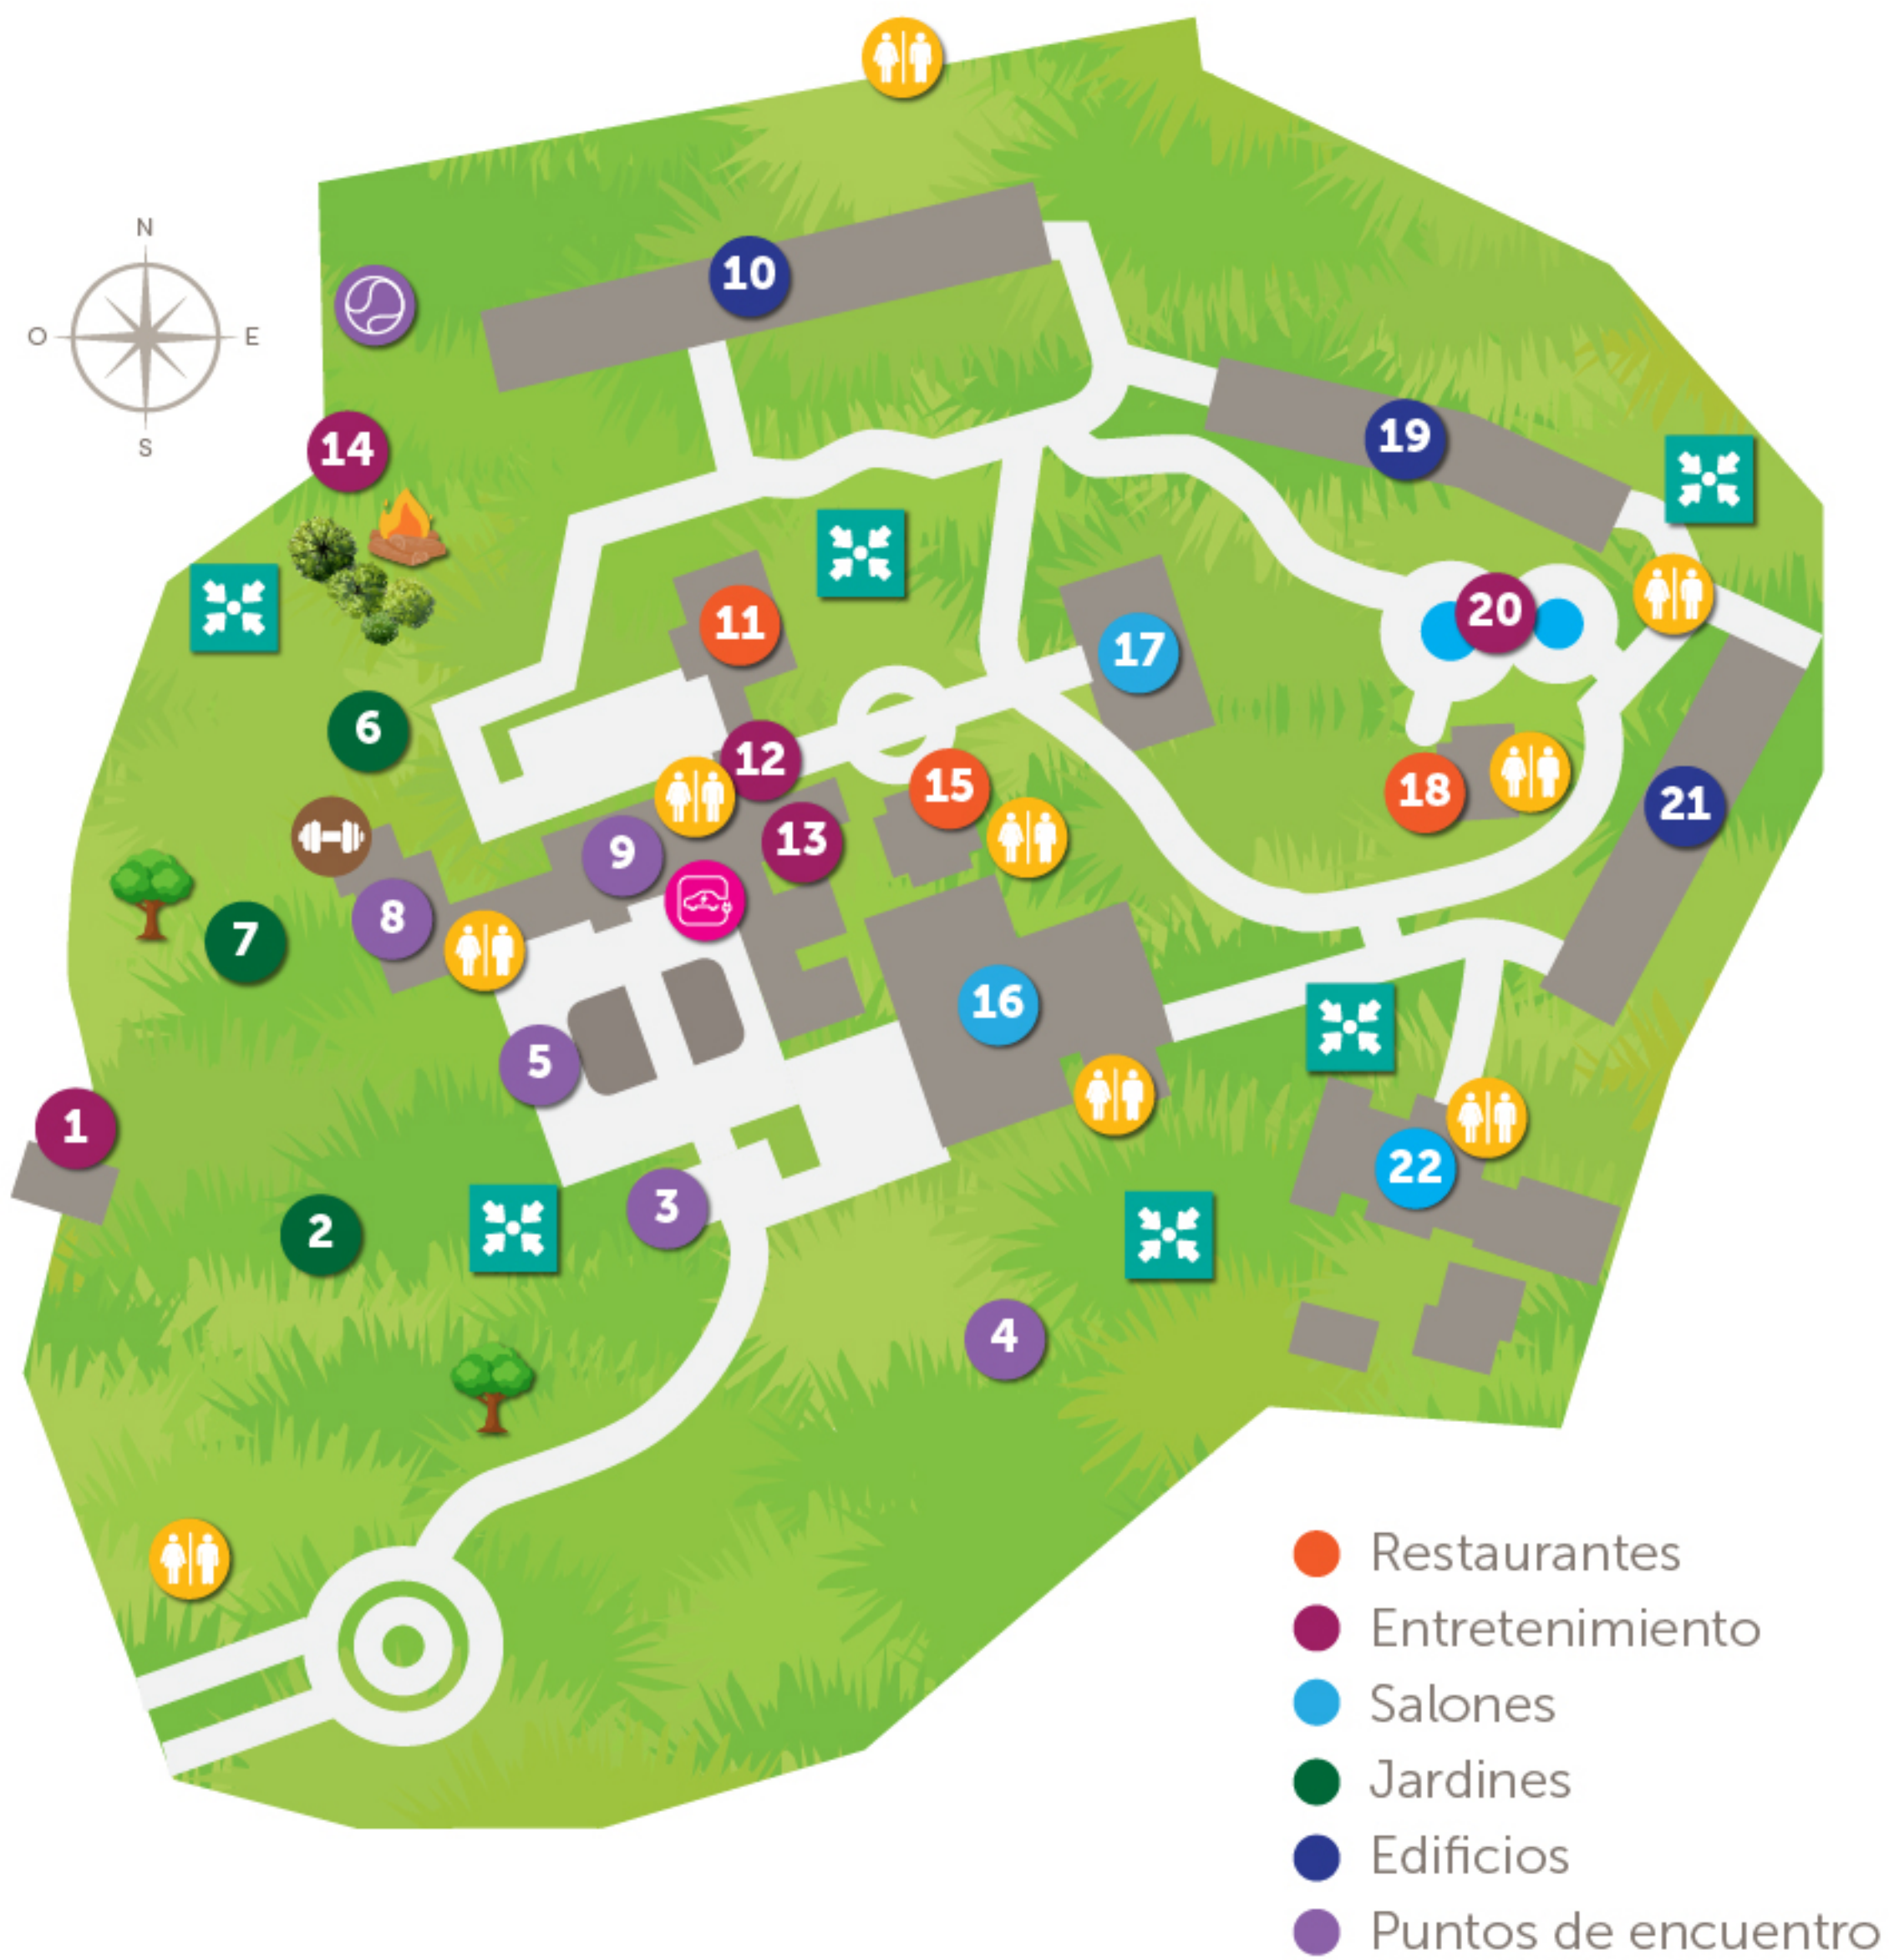 N
O
E
S
10
14
19
11
20
17
6
12
18
15
21
13
9
8
7
16
5
1
22
3
2
4
Restaurantes
Entretenimiento
Salones
Jardines
Edificios
Puntos de encuentro